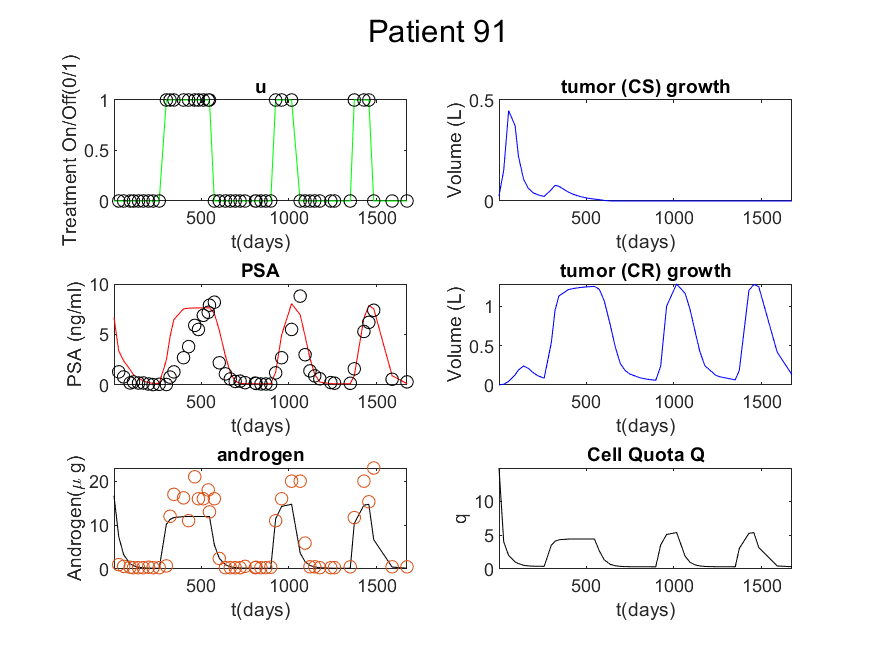 Patient 91
u
Treatment On/Off(0/1)
1
0.5
0
500
1000
1500
t(days)
tumor (CS) growth
Volume (L)
0.5
0
500
1000
1500
t(days)
PSA
PSA (ng/ml)
10
5
0
500
1000
1500
t(days)
tumor (CR) growth
Volume (L)
1
0.5
0
500
1000
1500
t(days)
androgen
Androgen(μ g)
20
10
0
500
1000
1500
t(days)
Cell Quota Q
q
10
5
0
500
1000
1500
t(days)